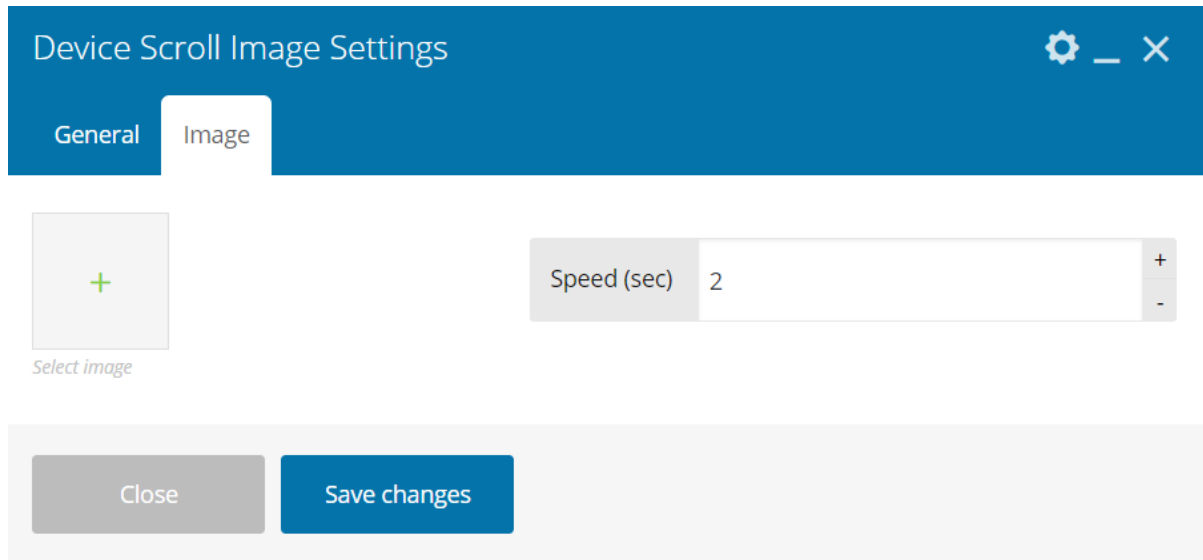 Device Scroll Image Settings
General
Image
+
Select image
Speed (sec)
2
+
-
Close
Save changes